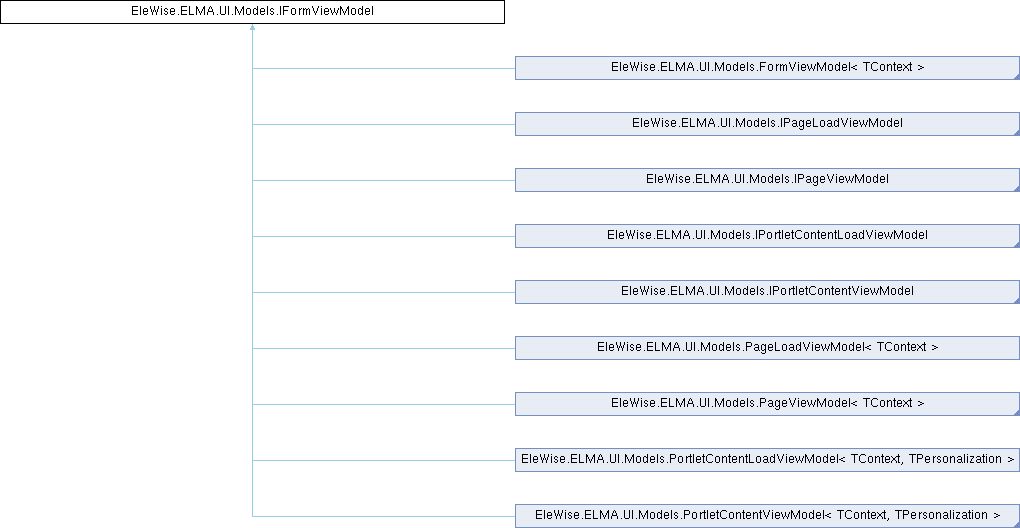 EleWise.ELMA.UI.Models.IFormViewModel
EleWise.ELMA.UI.Models.FormViewModel< TContext >
EleWise.ELMA.UI.Models.IPageLoadViewModel
EleWise.ELMA.UI.Models.IPageViewModel
EleWise.ELMA.UI.Models.IPortletContentLoadViewModel
EleWise.ELMA.UI.Models.IPortletContentViewModel
EleWise.ELMA.UI.Models.PageLoadViewModel< TContext >
EleWise.ELMA.UI.Models.PageViewModel< TContext >
EleWise.ELMA.UI.Models.PortletContentLoadViewModel< TContext, TPersonalization >
EleWise.ELMA.UI.Models.PortletContentViewModel< TContext, TPersonalization >